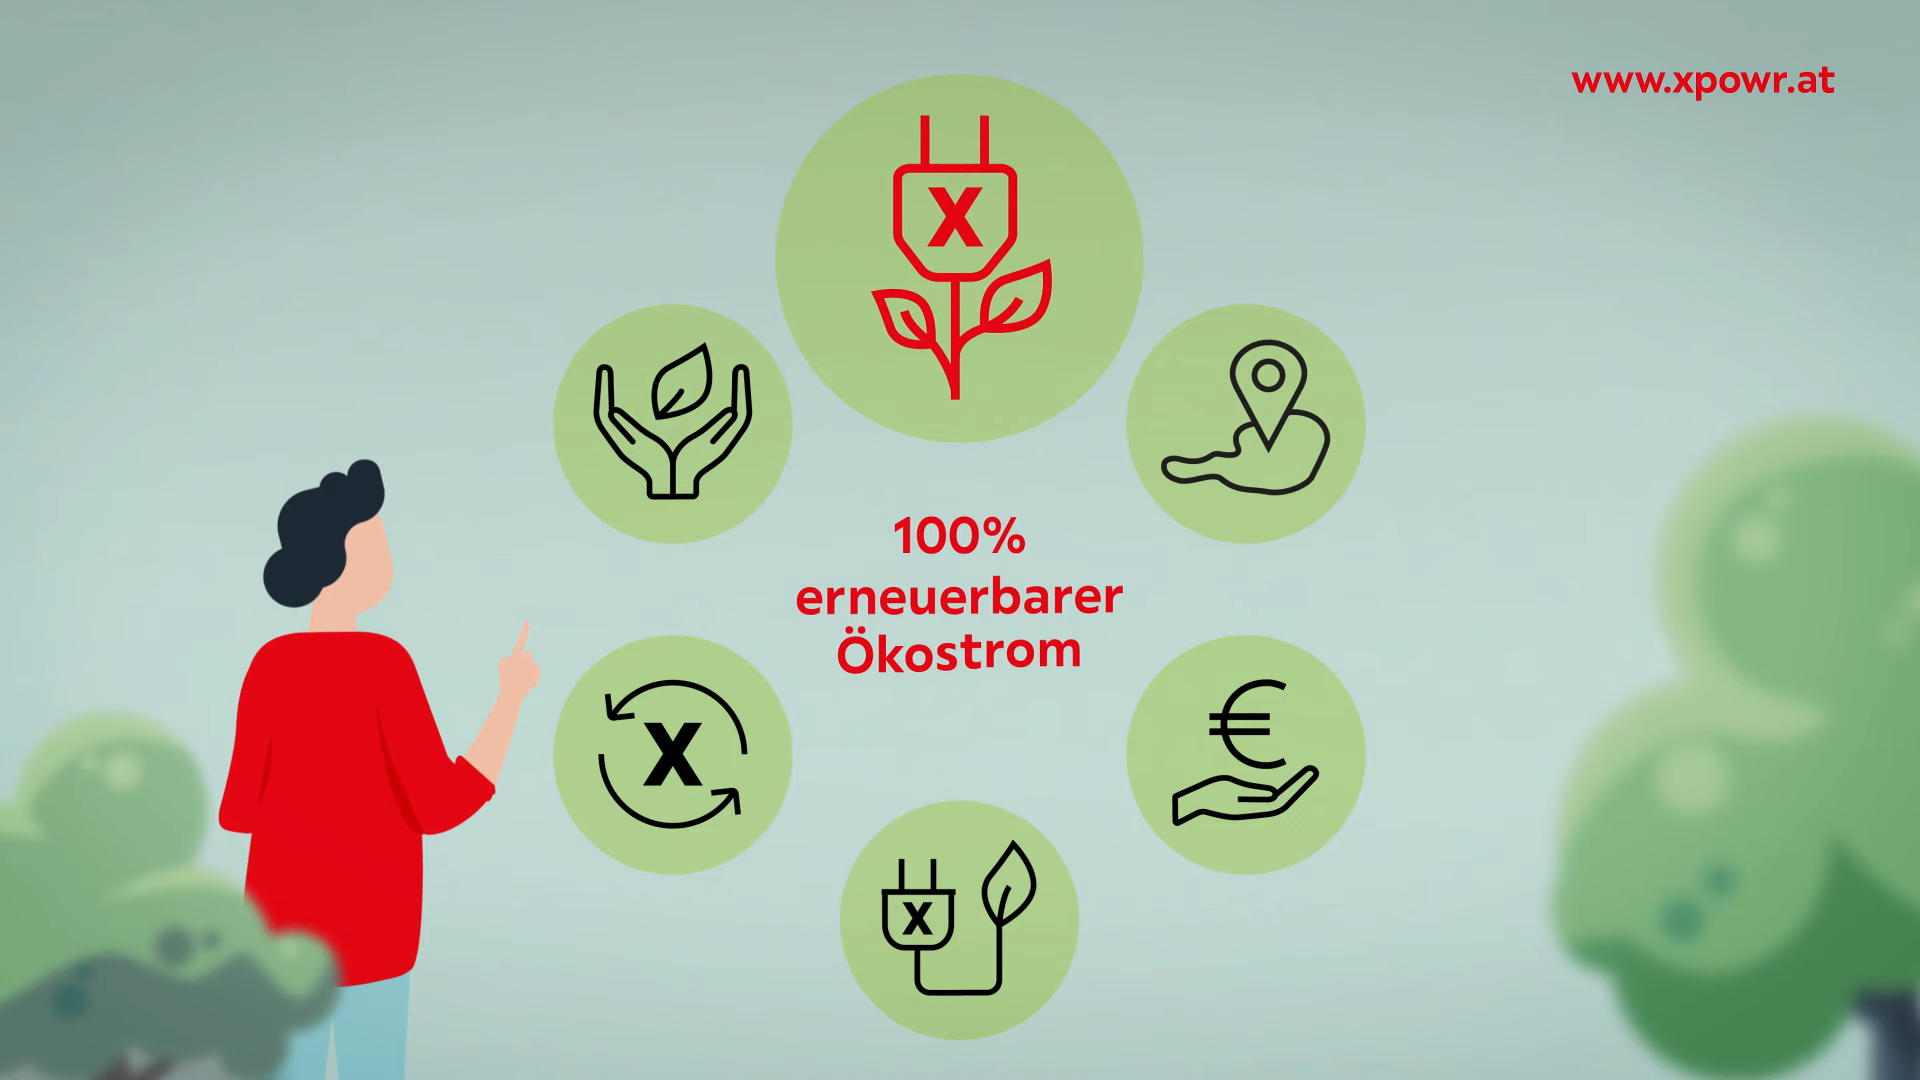 www.xpowr.at
X
100%
erneuerbarer
Ökostrom
X
€
X